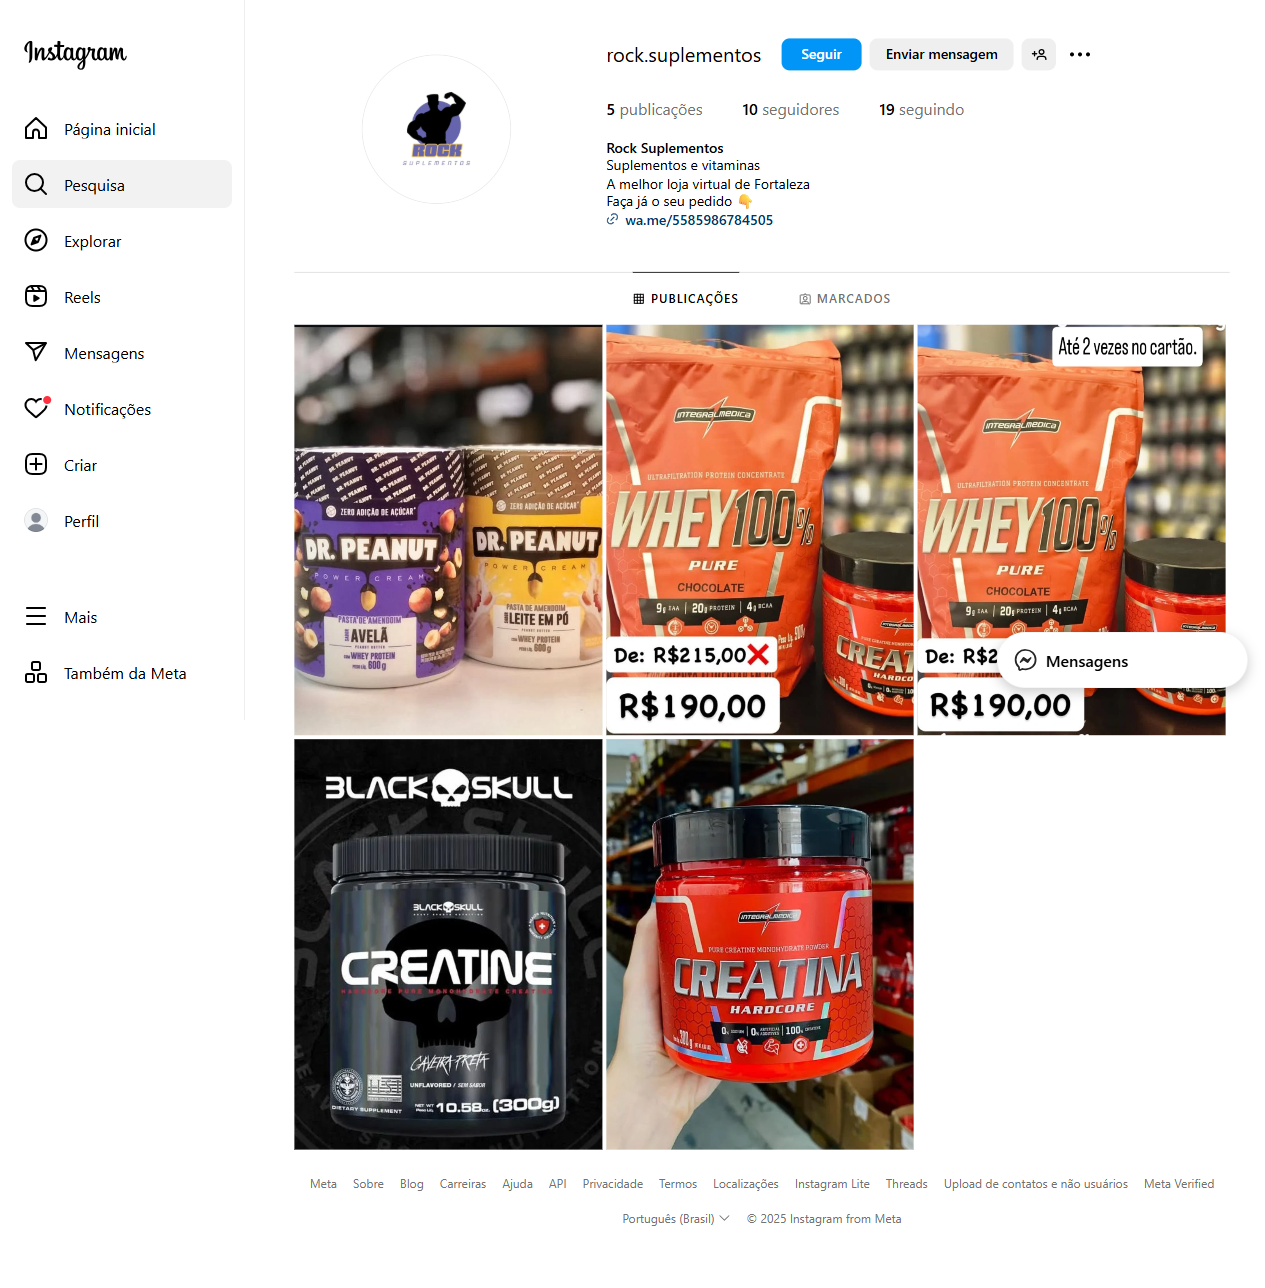 Instagram
Página inicial
Pesquisa
Explorar
Reels
Mensagens
Notificações
Criar
Perfil
Mais
Também da Meta
ROCK
SUPLEMENTOS
rock.suplementos
Seguir
Enviar mensagem
5 publicações 10 seguidores 19 seguindo
Rock Suplementos
Suplementos e vitaminas
A melhor loja virtual de Fortaleza
Faça já o seu pedido 👇
wa.me/5585986784505
PUBLICAÇÕES
MARCADOS
ZERO ADIÇÃO DE AÇÚCAR*
DR. PEANUT
POWER CREAM
PASTA DE AMENDOIM
SABOR AVELÃ
COM WHEY PROTEIN
600g
ZERO ADIÇÃO DE AÇÚCAR*
DR. PEANUT
POWER CREAM
PASTA DE AMENDOIM
LEITE EM PÓ
COM WHEY PROTEIN
600g
INTEGRALMEDICA
ULTRAFILTRATION PROTEIN CONCENTRATE
WHEY 100%
PURE
CHOCOLATE
9g EAA | 20g PROTEIN | 4g BCAA
De: R$215,00❌
R$190,00
Até 2 vezes no cartão.
INTEGRALMEDICA
ULTRAFILTRATION PROTEIN CONCENTRATE
WHEY 100%
PURE
CHOCOLATE
9g EAA | 20g PROTEIN | 4g BCAA
De: R$2
R$190,00
Mensagens
BLACK SKULL
BLACK SKULL
CREATINE
HARDCORE PURE MONOHYDRATE CREATINE
CAVEIRA PRETA
UNFLAVORED / SEM SABOR
DIETARY SUPPLEMENT
NET WT
10.58oz. (300g)
INTEGRALMEDICA
PURE CREATINE MONOHYDRATE POWDER
CREATINA
HARDCORE
300g
Meta Sobre Blog Carreiras Ajuda API Privacidade Termos Localizações Instagram Lite Threads Upload de contatos e não usuários Meta Verified
Português (Brasil) © 2025 Instagram from Meta